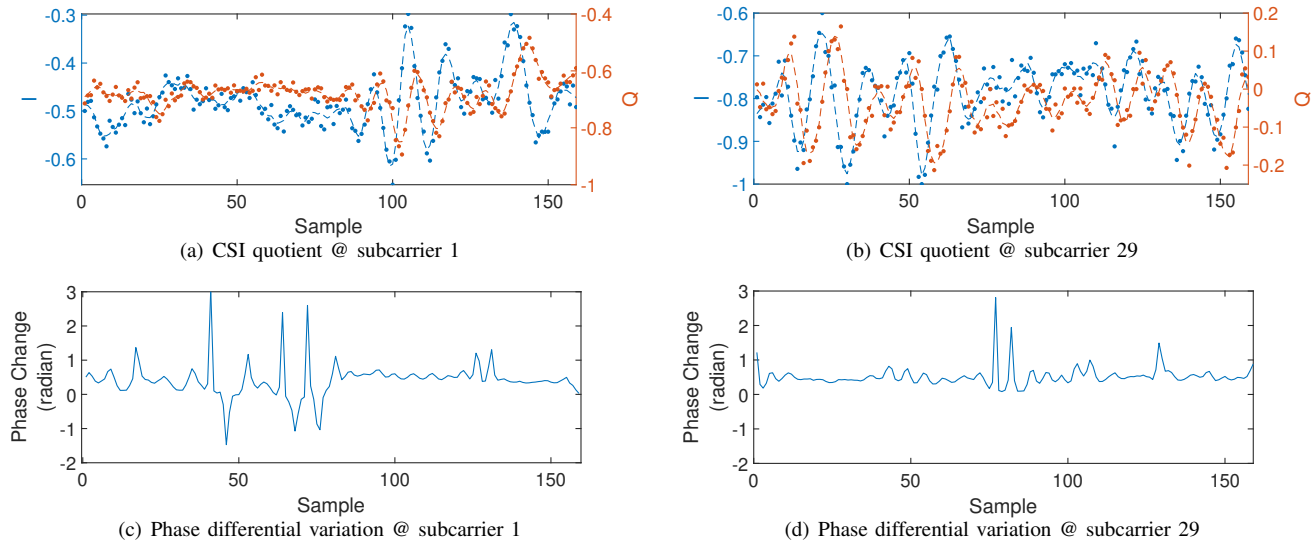 -0.3
-0.4
-0.4
-0.6
-0.5
-0.8
-0.6
-1
I
Q
0
50
100
150
Sample
(a) CSI quotient @ subcarrier 1
-0.6
0.2
-0.7
0.1
-0.8
0
-0.9
-0.1
-0.2
-1
I
Q
0
50
100
150
Sample
(b) CSI quotient @ subcarrier 29
3
2
1
0
-1
-2
Phase Change
(radian)
0
50
100
150
Sample
(c) Phase differential variation @ subcarrier 1
3
2
1
0
-1
-2
Phase Change
(radian)
0
50
100
150
Sample
(d) Phase differential variation @ subcarrier 29